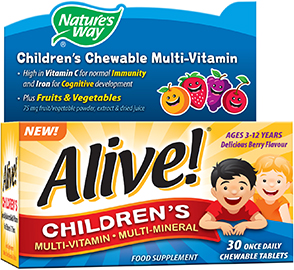 Nature's
WAY
Children's Chewable Multi-Vitamin
• High in Vitamin C for normal Immunity
and Iron for Cognitive development
• Plus Fruits & Vegetables
75 mg fruit/vegetable powder, extract & dried juice
NEW!
AGES 3-12 YEARS
Delicious Berry Flavour
Alive!
CHILDREN'S
MULTI-VITAMIN • MULTI-MINERAL
FOOD SUPPLEMENT
30 ONCE DAILY
CHEWABLE TABLETS